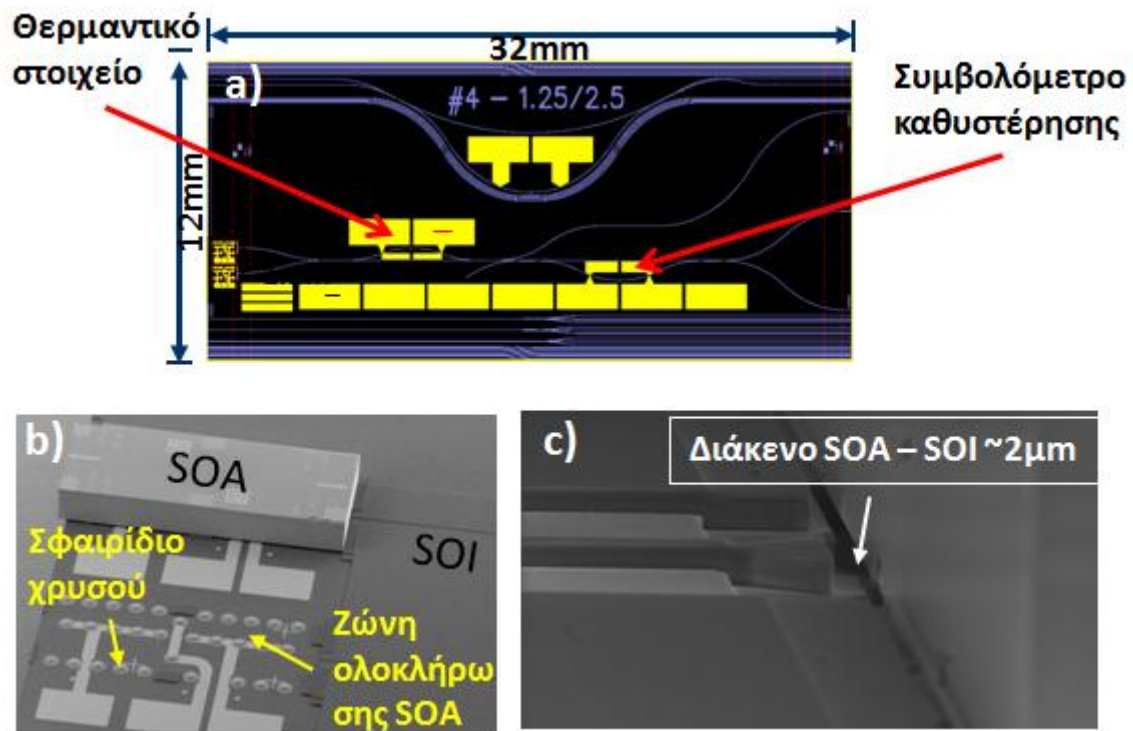 Θερμαντικό
στοιχείο
32mm
a)
#4 – 1.25/2.5
Συμβολόμετρο
καθυστέρησης
12mm
b)
SOA
SOI
Σφαιρίδιο
χρυσού
Ζώνη
ολοκλήρω
σης SOA
c)
Διάκενο SOA – SOI ~2μm